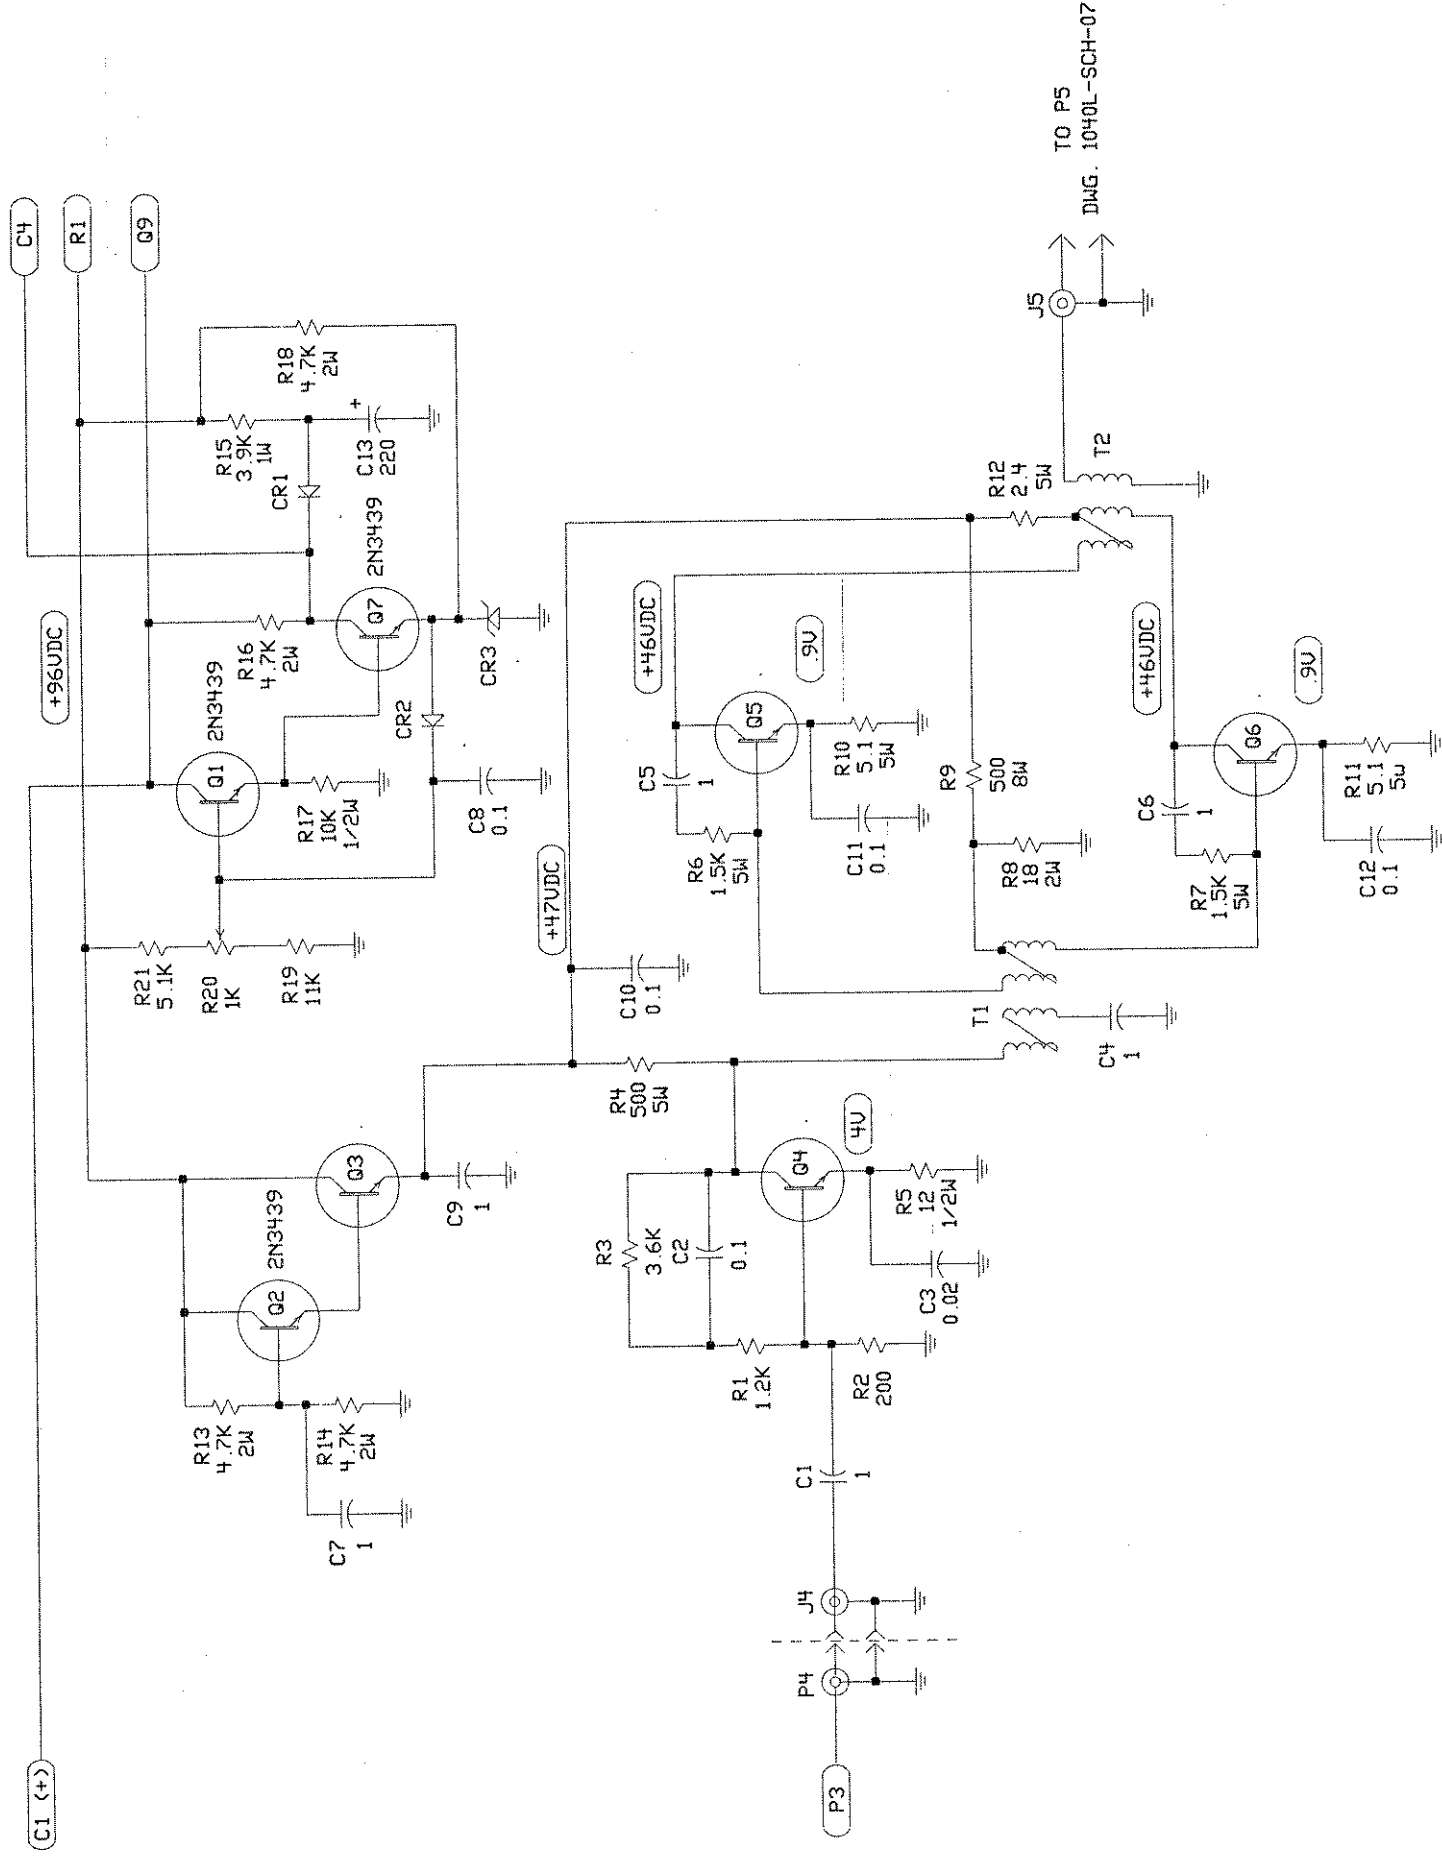 C1 (+)
C4
R1
Q9
+96VDC
R13
4.7K
2W
R14
4.7K
2W
C7
1
Q2
2N3439
Q3
C9
1
R21
5.1K
R20
1K
R19
11K
Q1
2N3439
R17
10K
1/2W
C8
0.1
CR2
R16
4.7K
2W
Q7
2N3439
CR3
CR1
R15
3.9K
1W
C13
220
+
R18
4.7K
2W
+47VDC
C10
0.1
R4
500
5W
R3
3.6K
C2
0.1
R1
1.2K
R2
200
Q4
4V
R5
12
1/2W
C3
0.02
P3
P4
J4
C1
1
T1
C4
1
R6
1.5K
5W
C5
1
Q5
+46VDC
.9V
R10
5.1
5W
C11
0.1
R9
500
8W
R8
18
2W
R7
1.5K
5W
C6
1
Q6
+46VDC
.9V
R11
5.1
5w
C12
0.1
R12
2.4
5W
T2
J5
TO P5
DWG. 1040L-SCH-07